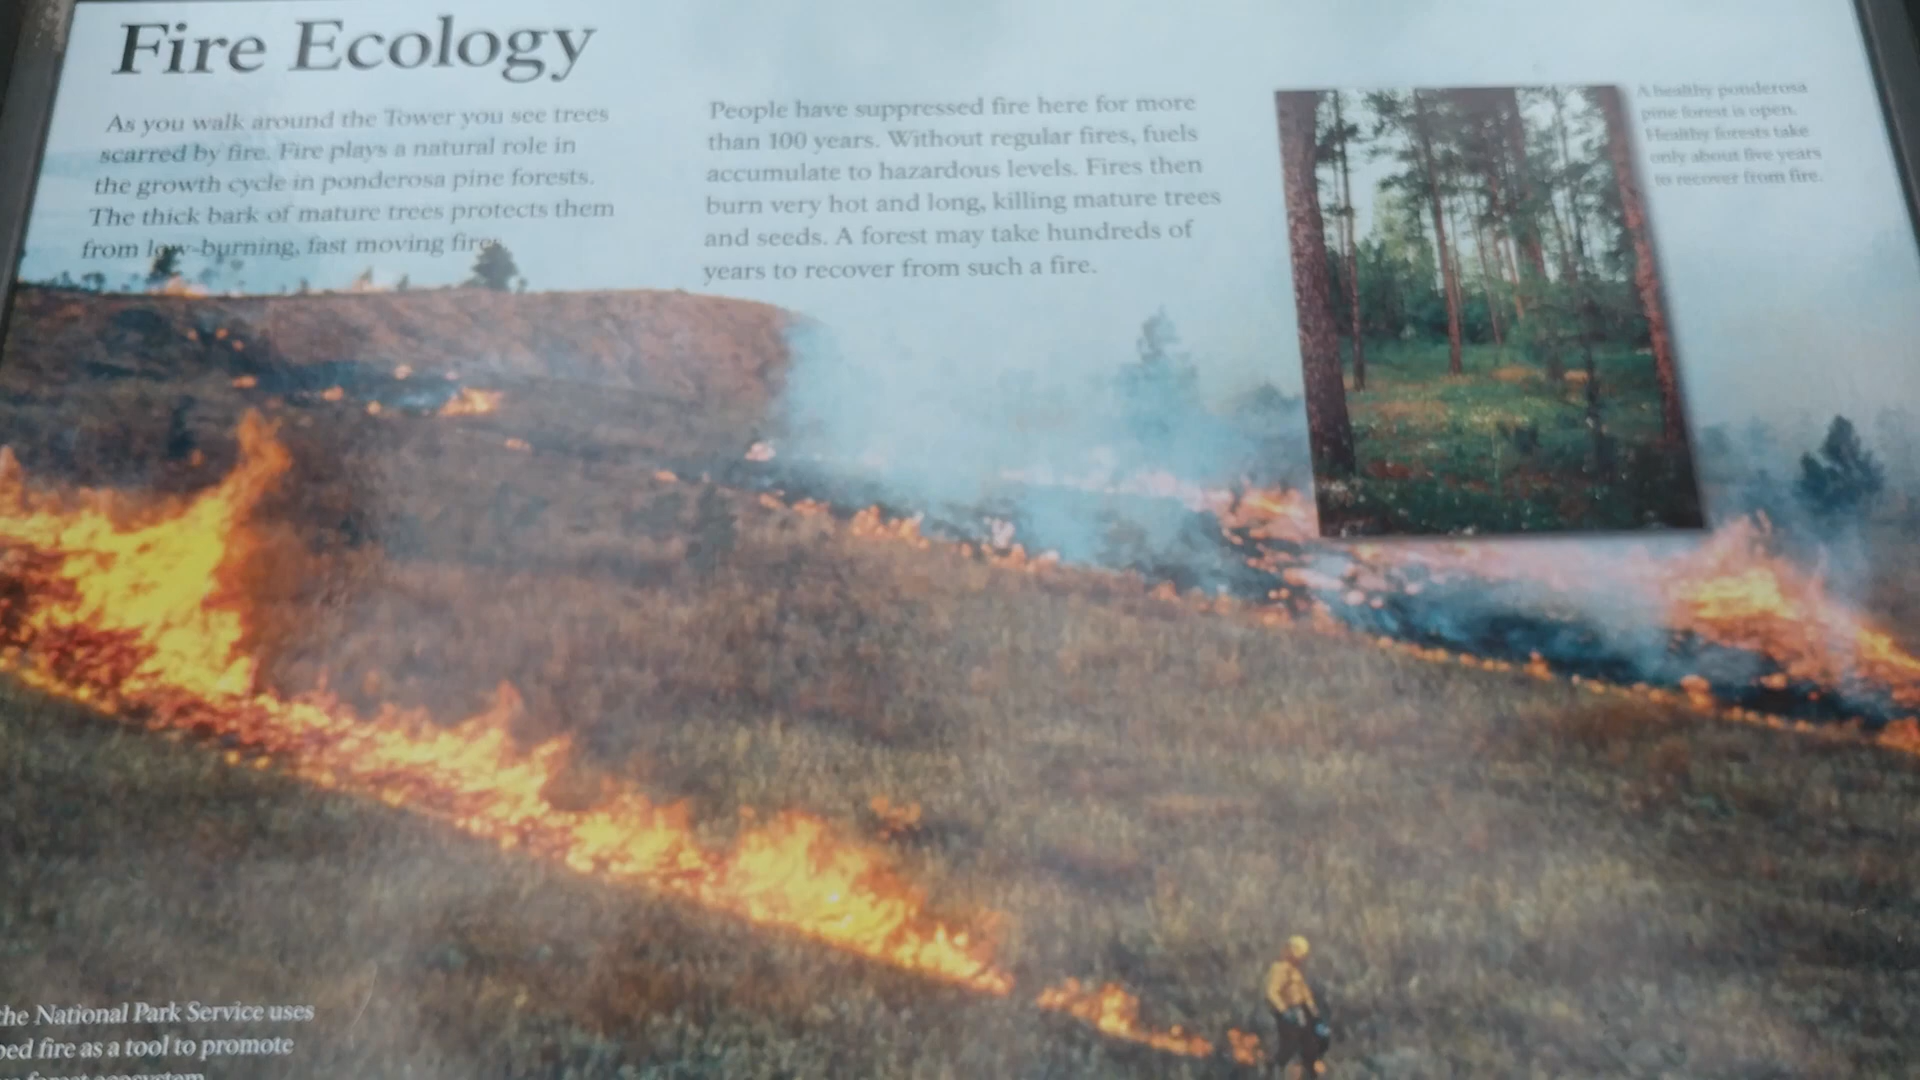 Fire Ecology
As you walk around the Tower you see trees
scarred by fire. Fire plays a natural role in
the growth cycle in ponderosa pine forests.
The thick bark of mature trees protects them
from low-burning, fast moving fires.
People have suppressed fire here for more
than 100 years. Without regular fires, fuels
accumulate to hazardous levels. Fires then
burn very hot and long, killing mature trees
and seeds. A forest may take hundreds of
years to recover from such a fire.
A healthy ponderosa
pine forest is open.
Healthy forests take
only about five years
to recover from fire.
the National Park Service uses
bed fire as a tool to promote
forest ecosystem